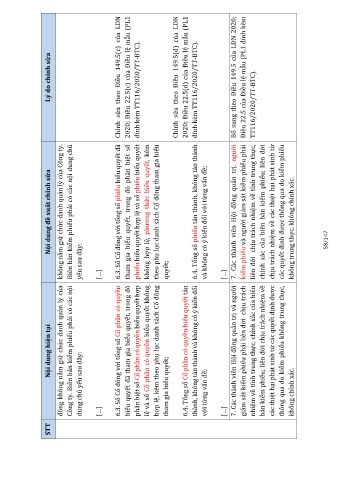 STT
Nội dung hiện tại
Nội dung đề xuất chỉnh sửa
Lý do chỉnh sửa
đông không nắm giữ chức danh quản lý của
Công ty. Biên bản kiểm phiếu phải có các nội
dung chủ yếu sau đây:
[...]
6.3. Số Cổ đông với tổng số Cổ phần có quyền
biểu quyết đã tham gia biểu quyết, trong đó
phân biệt số Cổ phần có quyền biểu quyết hợp
lệ và số Cổ phần có quyền biểu quyết không
hợp lệ, kèm theo phụ lục danh sách Cổ đông
tham gia biểu quyết;
6.4. Tổng số Cổ phần có quyền biểu quyết tán
thành, không tán thành và không có ý kiến đối
với từng vấn đề;
[...]
7. Các thành viên Hội đồng quản trị và người
giám sát kiểm phiếu phải liên đới chịu trách
nhiệm về tính trung thực, chính xác của biên
bản kiểm phiếu; liên đới chịu trách nhiệm về
các thiệt hại phát sinh từ các quyết định được
thông qua do kiểm phiếu không trung thực,
không chính xác.
không nắm giữ chức danh quản lý của Công ty.
Biên bản kiểm phiếu phải có các nội dung chủ
yếu sau đây:
[...]
6.3. Số Cổ đông với tổng số phiếu biểu quyết đã
tham gia biểu quyết, trong đó phân biệt số
phiếu biểu quyết hợp lệ và số phiếu biểu quyết
không hợp lệ, phương thức biểu quyết, kèm
theo phụ lục danh sách Cổ đông tham gia biểu
quyết;
6.4. Tổng số phiếu tán thành, không tán thành
và không có ý kiến đối với từng vấn đề;
[...]
7. Các thành viên Hội đồng quản trị, người
kiểm phiếu và người giám sát kiểm phiếu phải
liên đới chịu trách nhiệm về tính trung thực,
chính xác của biên bản kiểm phiếu; liên đới
chịu trách nhiệm về các thiệt hại phát sinh từ
các quyết định được thông qua do kiểm phiếu
không trung thực, không chính xác.
Chỉnh sửa theo Điều 149.5(c) của LDN
2020; Điều 22.5(c) của Điều lệ mẫu (PL1
đính kèm TT116/2020/TT-BTC).
Chỉnh sửa theo Điều 149.5(d) của LDN
2020; Điều 22.5(d) của Điều lệ mẫu (PL1
đính kèm TT116/2020/TT-BTC).
Bổ sung theo Điều 149.5 của LDN 2020;
Điều 22.5 của Điều lệ mẫu (PL1 đính kèm
TT116/2020/TT-BTC).
58|147